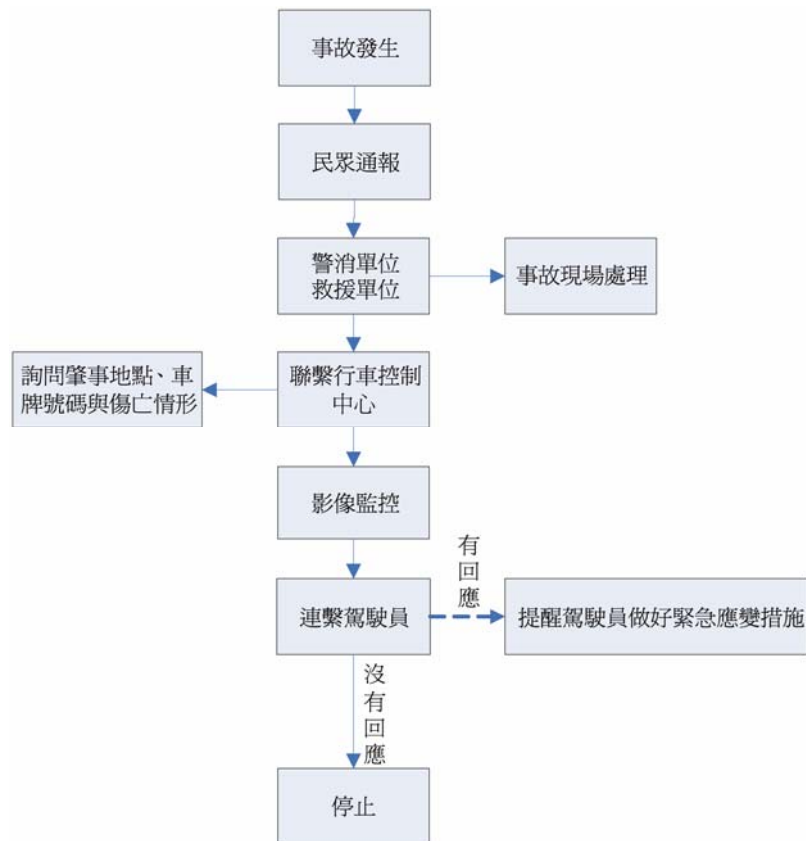 事故發生
民眾通報
警消單位
救援單位
事故現場處理
詢問肇事地點、車
牌號碼與傷亡情形
聯繫行車控制
中心
影像監控
連繫駕駛員
有
回
應
提醒駕駛員做好緊急應變措施
沒
有
回
應
停止